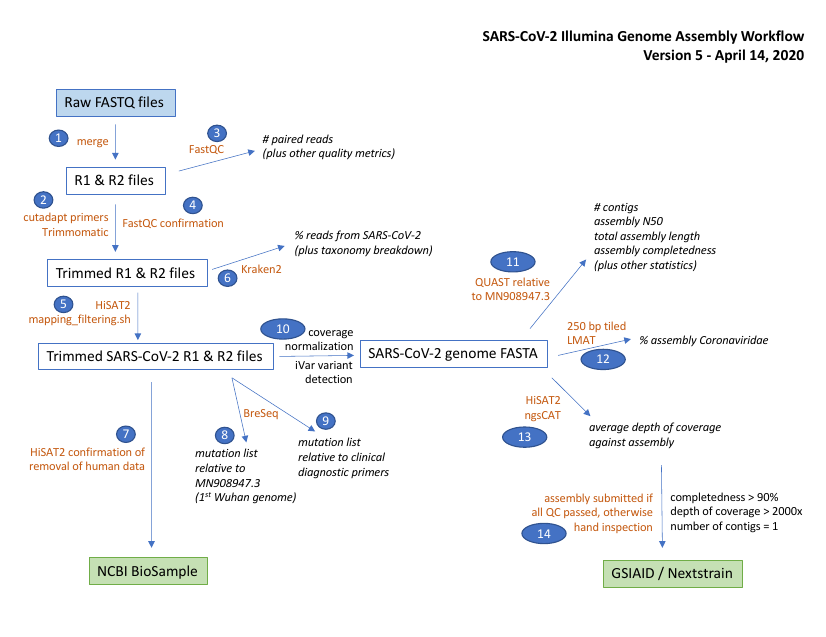 SARS-CoV-2 Illumina Genome Assembly Workflow
Version 5 - April 14, 2020
Raw FASTQ files
1
merge
3
FastQC
# paired reads
(plus other quality metrics)
R1 & R2 files
2
cutadapt primers
Trimmomatic
4
FastQC confirmation
% reads from SARS-CoV-2
(plus taxonomy breakdown)
6
Kraken2
Trimmed R1 & R2 files
5
HiSAT2
mapping_filtering.sh
10
coverage
normalization
iVar variant
detection
Trimmed SARS-CoV-2 R1 & R2 files
SARS-CoV-2 genome FASTA
# contigs
assembly N50
total assembly length
assembly completedness
(plus other statistics)
11
QUAST relative
to MN908947.3
250 bp tiled
LMAT
12
% assembly Coronaviridae
HiSAT2
ngsCAT
13
average depth of coverage
against assembly
7
HiSAT2 confirmation of
removal of human data
BreSeq
8
mutation list
relative to
MN908947.3
(1st Wuhan genome)
9
mutation list
relative to clinical
diagnostic primers
assembly submitted if
all QC passed, otherwise
hand inspection
14
completedness > 90%
depth of coverage > 2000x
number of contigs = 1
NCBI BioSample
GSIAID / Nextstrain